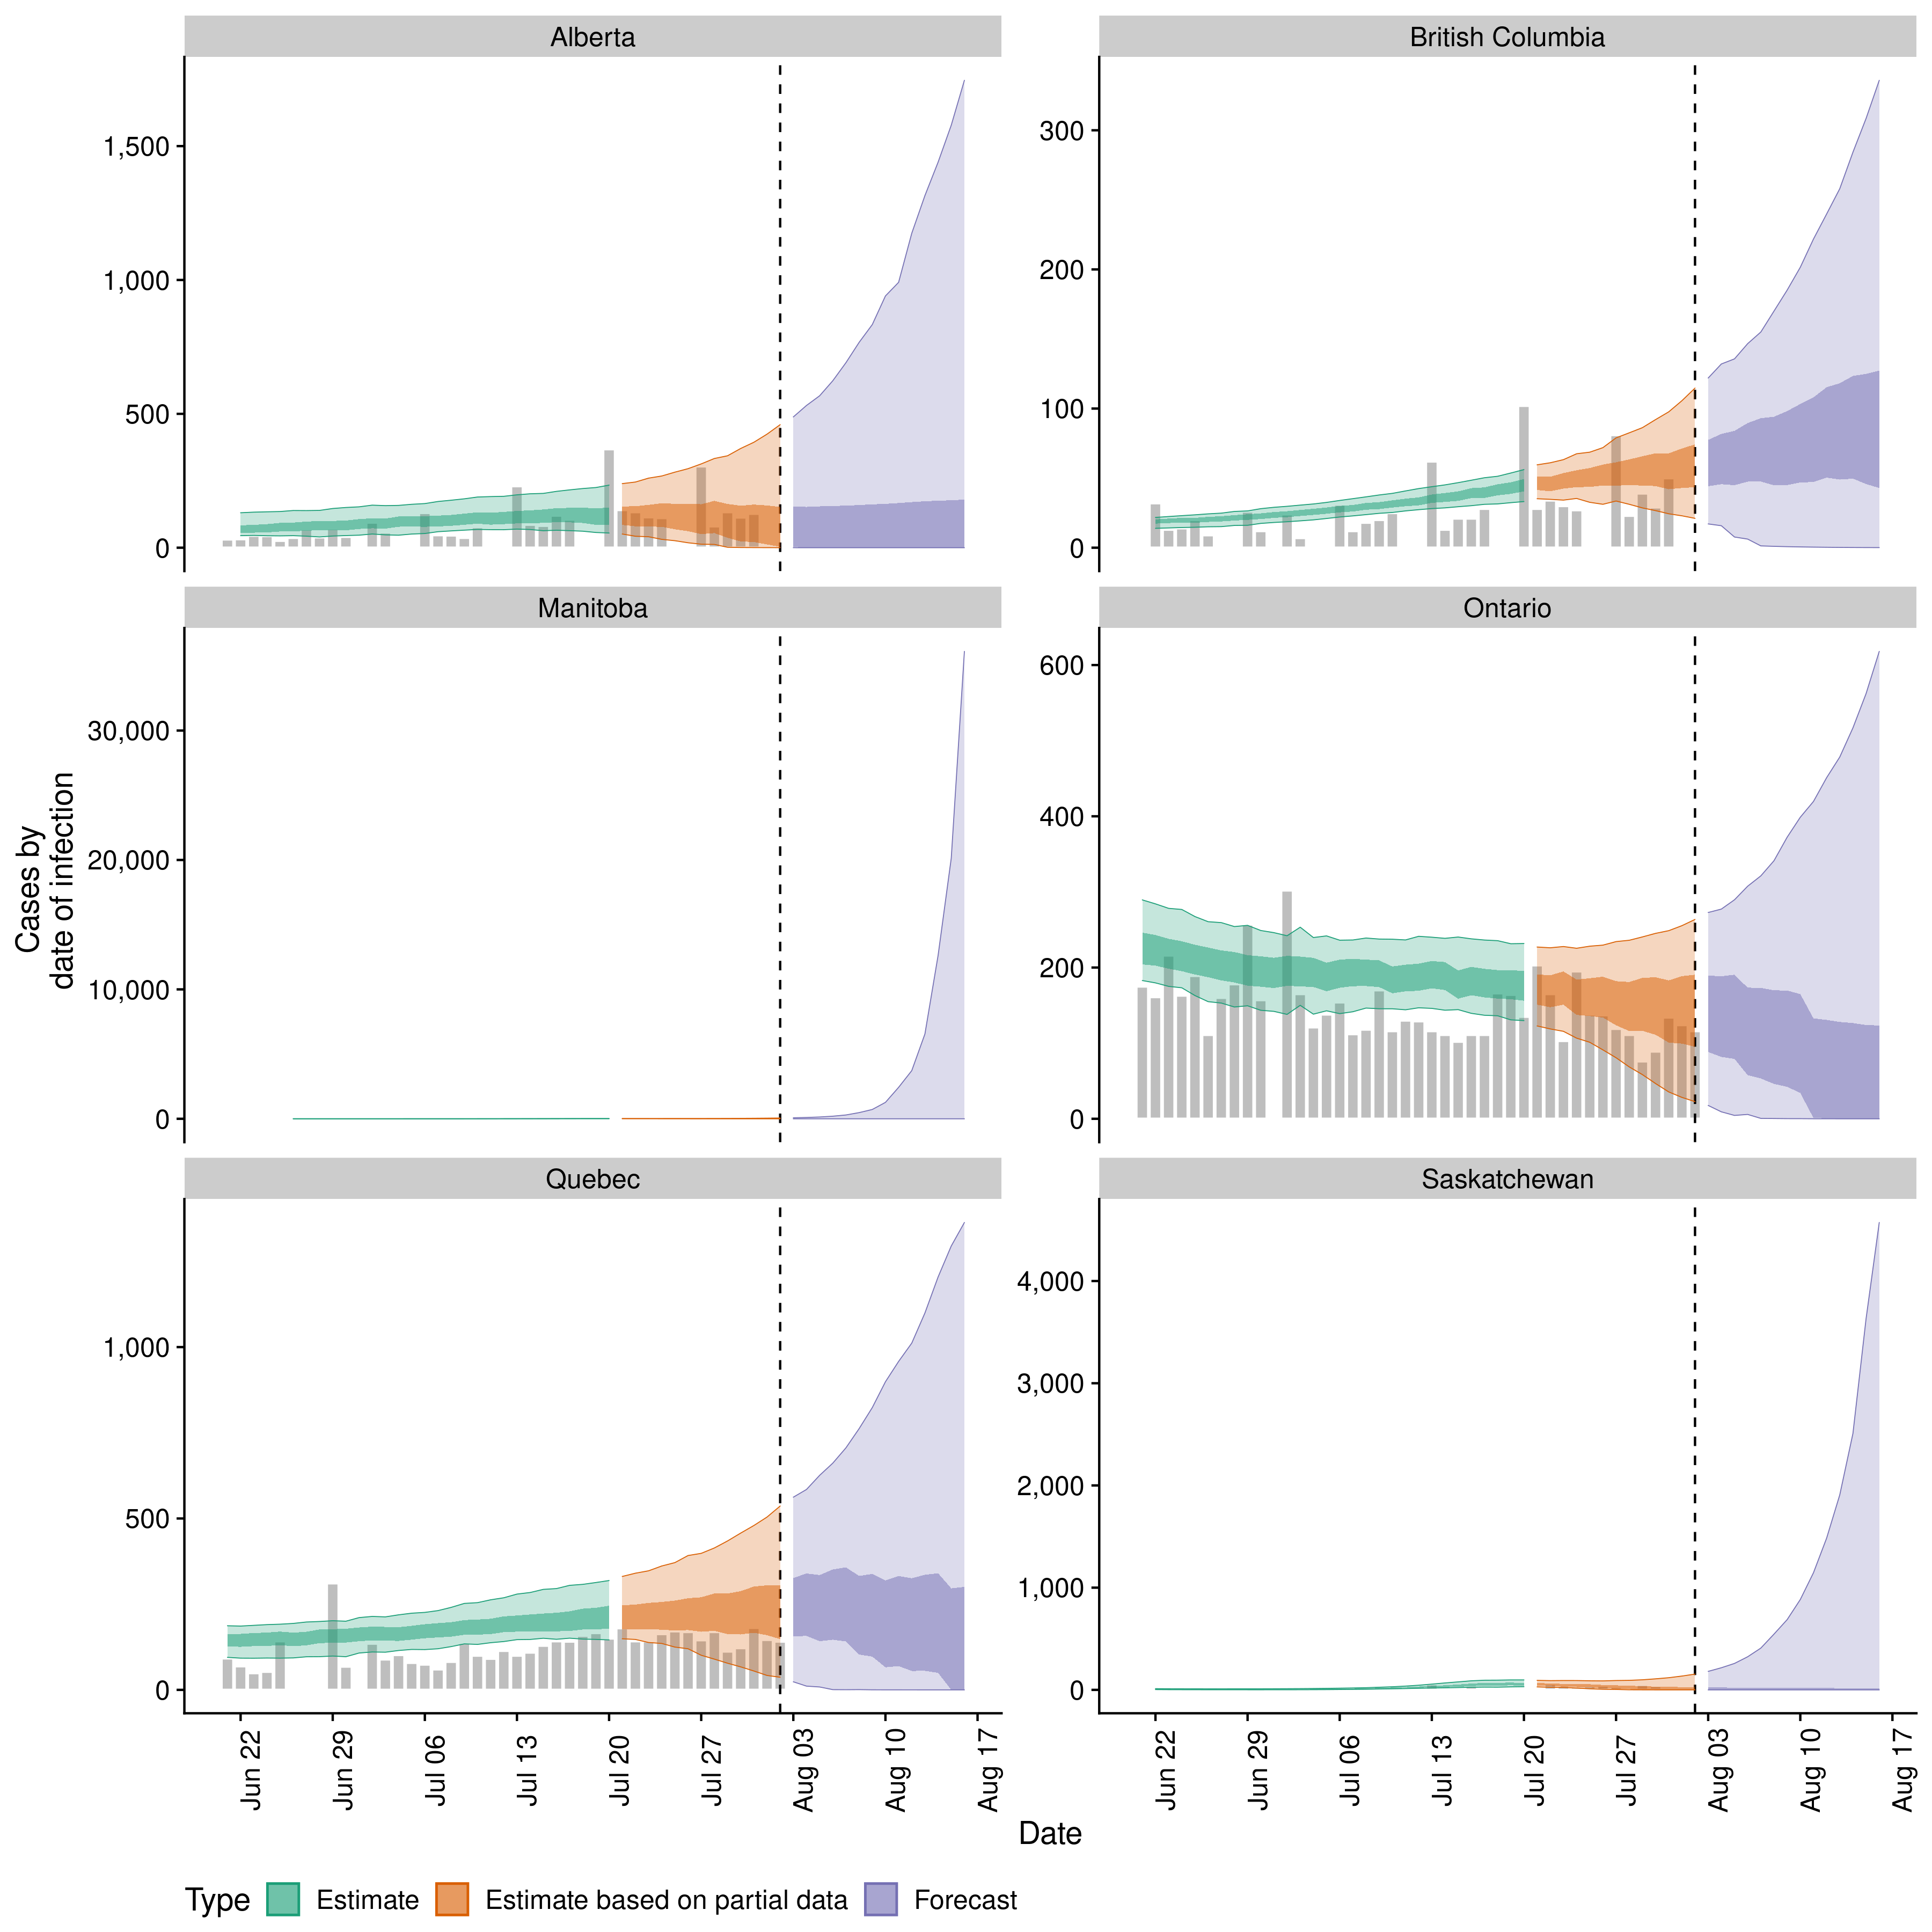 Alberta
British Columbia
1,500
1,000
500
0
300
200
100
0
Manitoba
Ontario
30,000
20,000
10,000
0
600
400
200
0
Cases by
date of infection
Quebec
Saskatchewan
1,000
500
0
4,000
3,000
2,000
1,000
0
Jun 22
Jun 29
Jul 06
Jul 13
Jul 20
Jul 27
Aug 03
Aug 10
Aug 17
Jun 22
Jun 29
Jul 06
Jul 13
Jul 20
Jul 27
Aug 03
Aug 10
Aug 17
Date
Type Estimate Estimate based on partial data Forecast